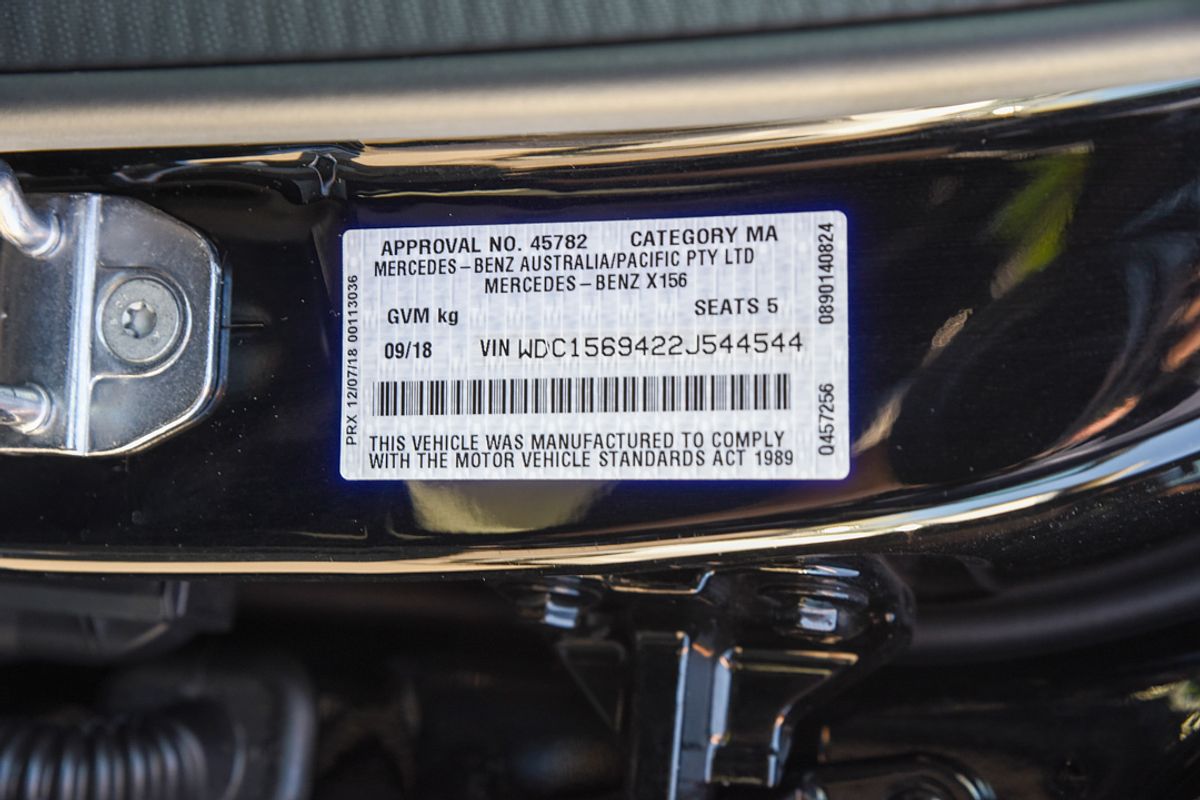 APPROVAL NO. 45782 CATEGORY MA
MERCEDES-BENZ AUSTRALIA/PACIFIC PTY LTD
MERCEDES-BENZ X156
GVM kg SEATS 5
09/18 VIN WDC1569422J544544
THIS VEHICLE WAS MANUFACTURED TO COMPLY
WITH THE MOTOR VEHICLE STANDARDS ACT 1989
PRX 12/07/18 00113036
0457256 0890140824